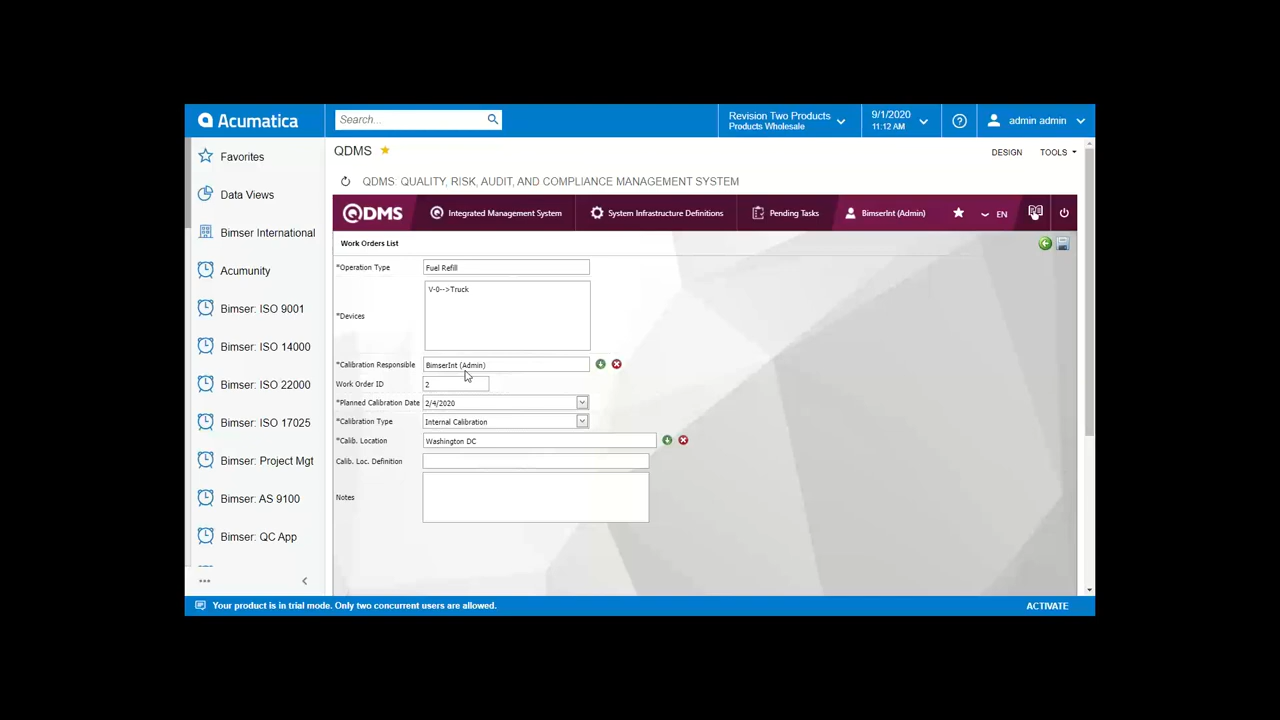 Acumatica
Search...
Revision Two Products
Products Wholesale
9/1/2020
11:12 AM
admin admin
Favorites
Data Views
Bimser International
Acumunity
Bimser: ISO 9001
Bimser: ISO 14000
Bimser: ISO 22000
Bimser: ISO 17025
Bimser: Project Mgt
Bimser: AS 9100
Bimser: QC App
QDMS
DESIGN
TOOLS
QDMS: QUALITY, RISK, AUDIT, AND COMPLIANCE MANAGEMENT SYSTEM
QDMS
Integrated Management System
System Infrastructure Definitions
Pending Tasks
BimserInt (Admin)
EN
Work Orders List
*Operation Type Fuel Refill
*Devices V-0-->Truck
*Calibration Responsible BimserInt (Admin)
Work Order ID 2
*Planned Calibration Date 2/4/2020
*Calibration Type Internal Calibration
*Calib. Location Washington DC
Calib. Loc. Definition
Notes
Your product is in trial mode. Only two concurrent users are allowed.
ACTIVATE